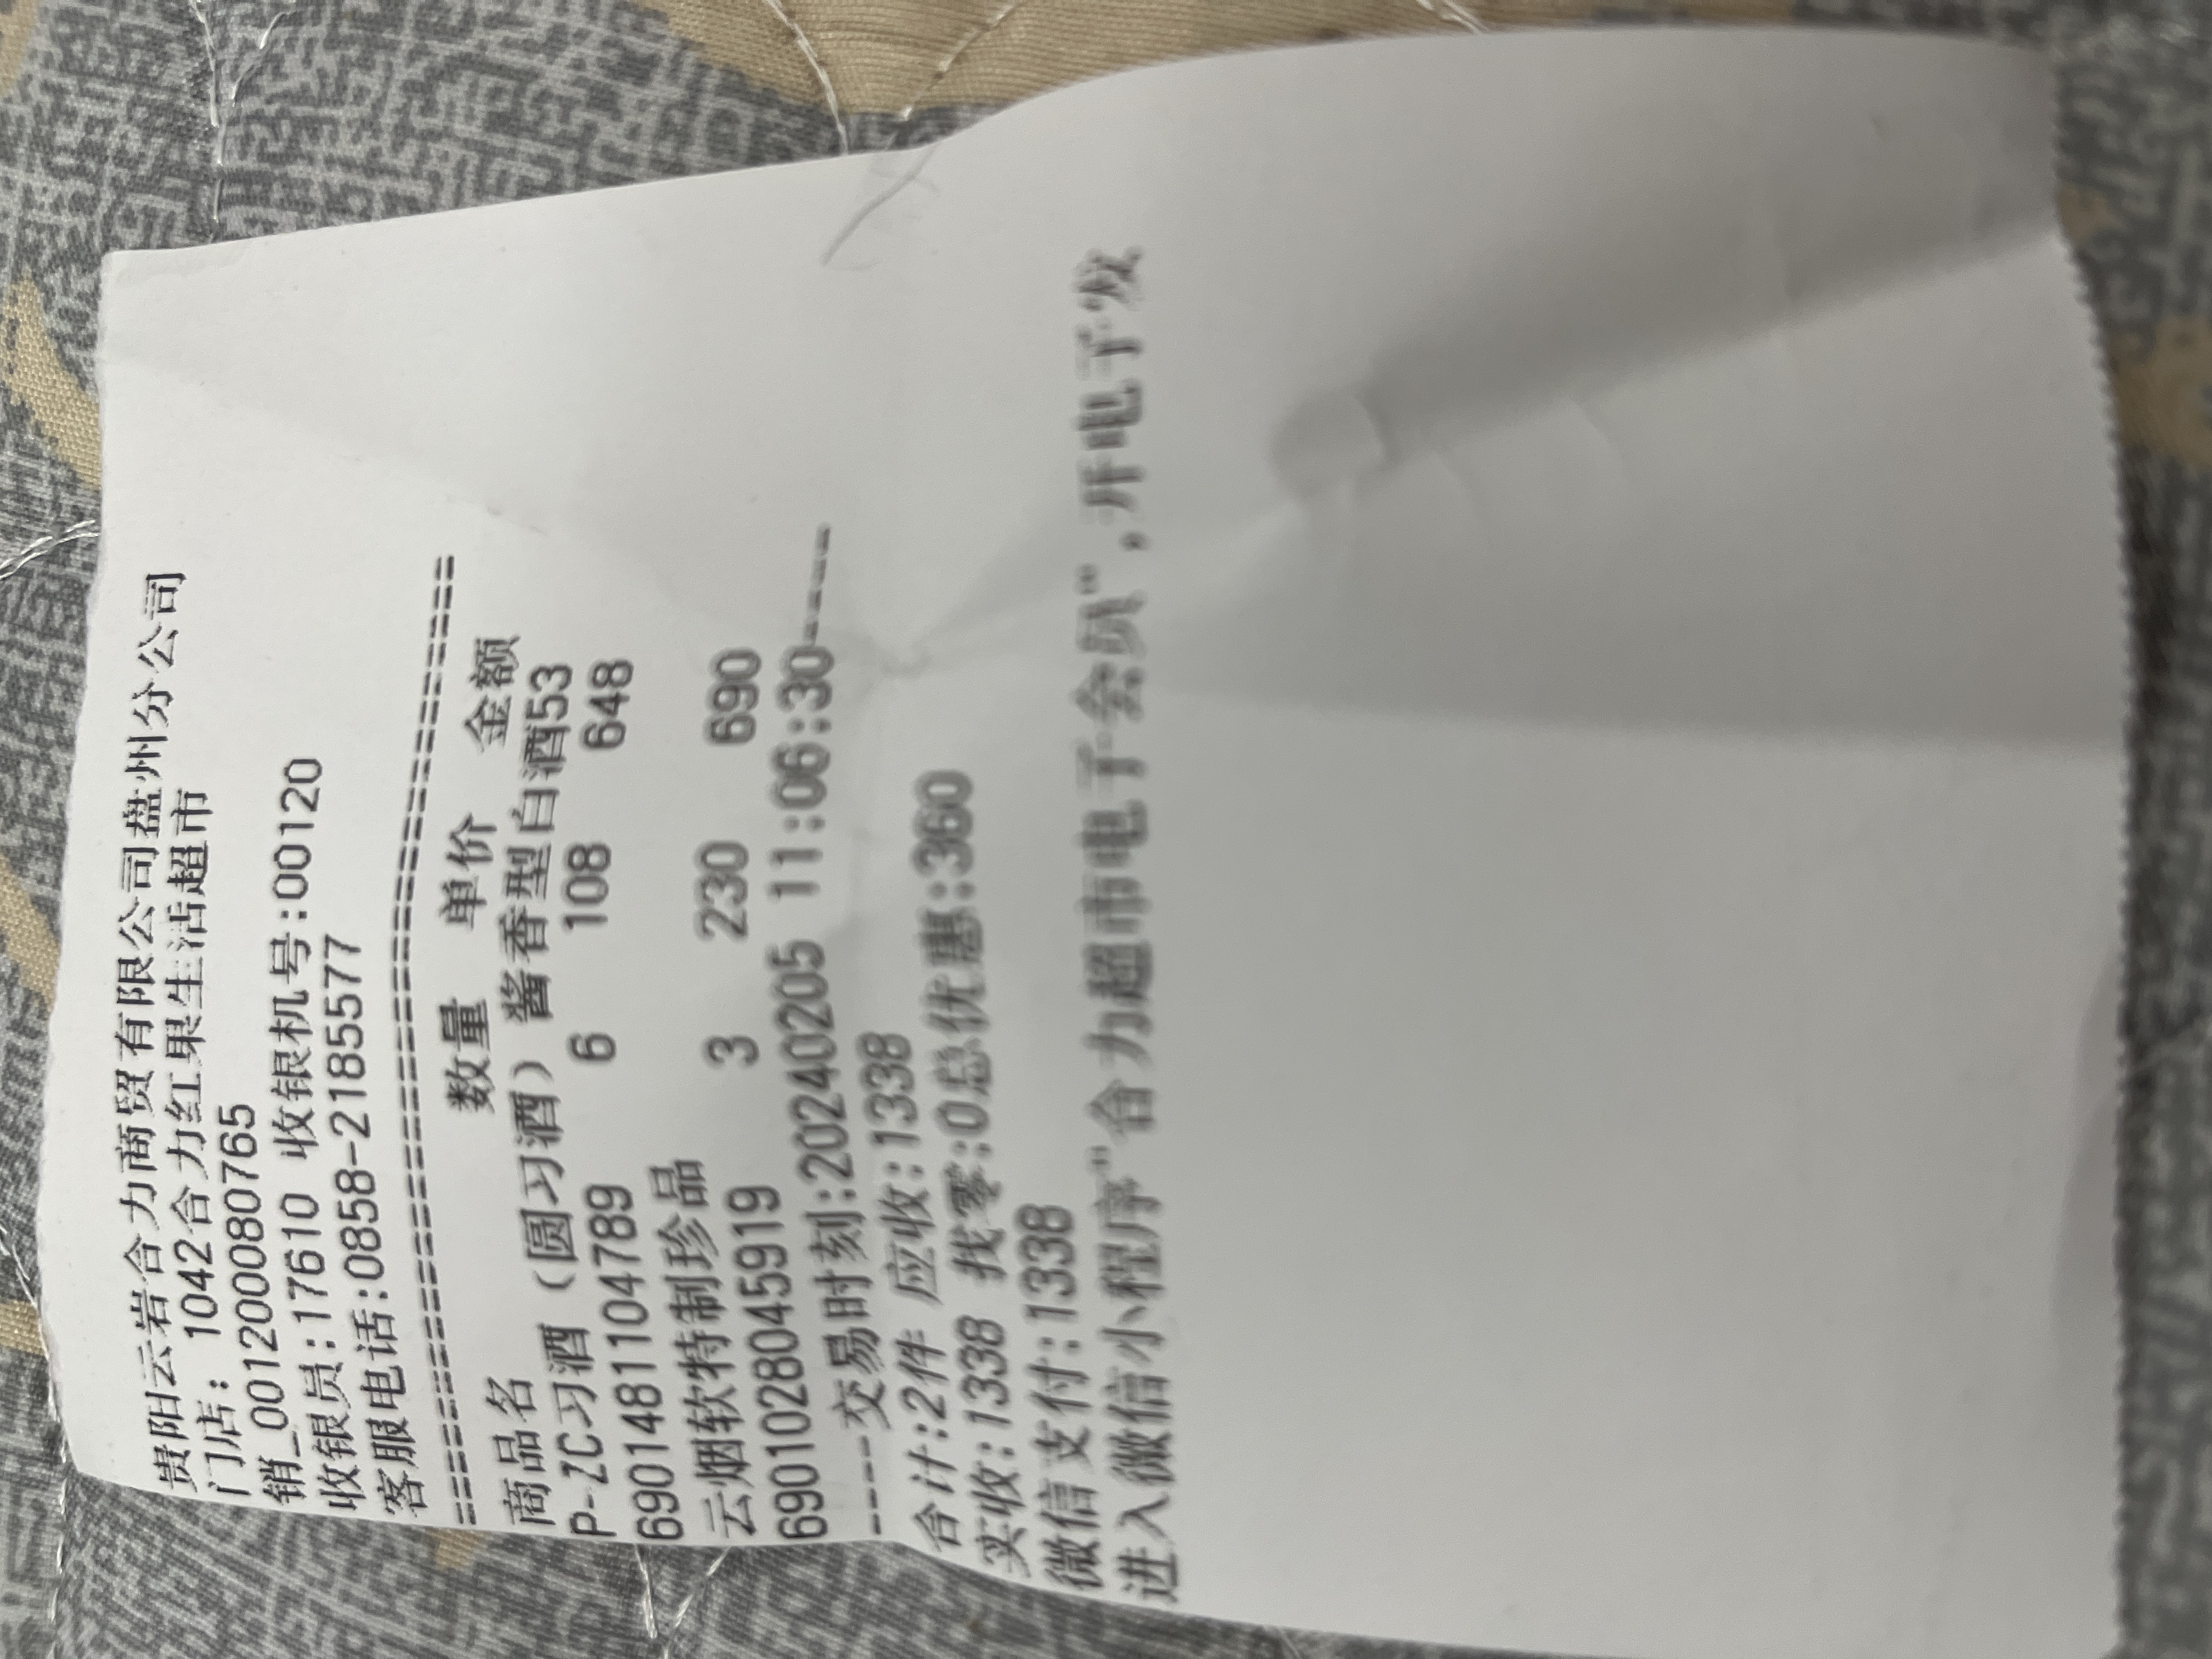 贵阳云岩合力商贸有限公司盘州分公司
门店: 1042合力红果生活超市
销_0012000080765
收银员:17610 收银机号:00120
客服电话:0858-2185577
================================
商品名 数量 单价 金额
P-ZC习酒（圆习酒）酱香型白酒53
6901481104789 6 108 648
云烟软特制珍品
6901028045919 3 230 690
-----交易时刻:20240205 11:06:30-----
合计:2件 应收:1338
实收:1338 找零:0总优惠:360
微信支付:1338
进入微信小程序"合力超市电子会员",开电子发